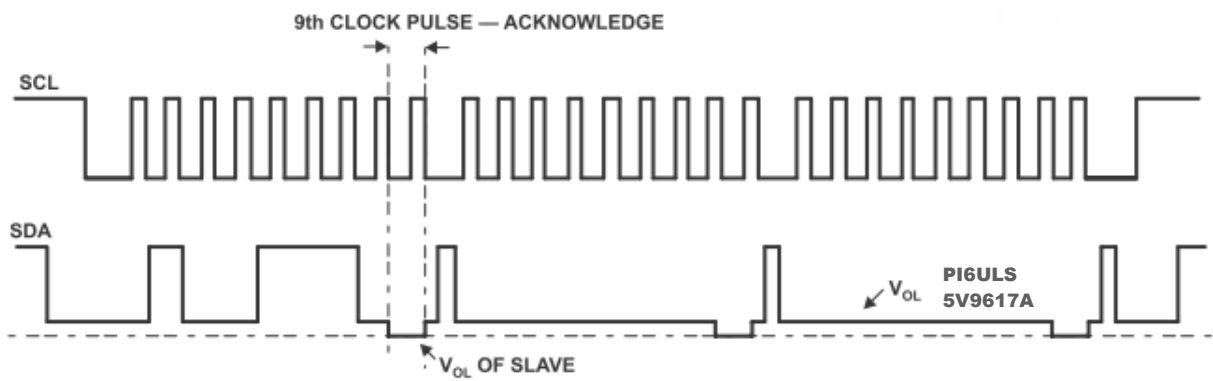 9th CLOCK PULSE — ACKNOWLEDGE
SCL
SDA
VOL
PI6ULS
5V9617A
VOL OF SLAVE